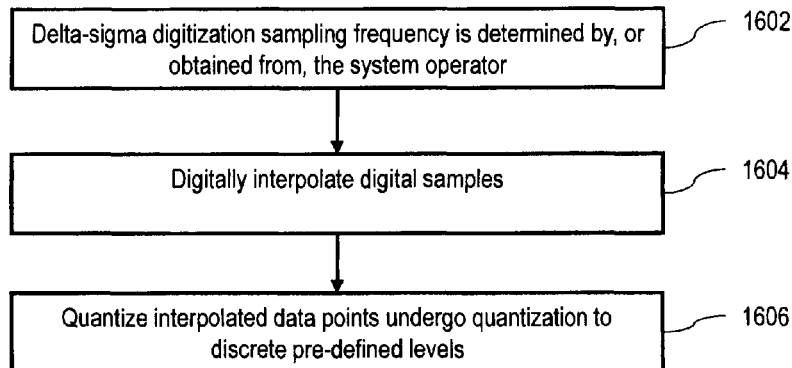 Delta-sigma digitization sampling frequency is determined by, or
obtained from, the system operator
1602
Digitally interpolate digital samples
1604
Quantize interpolated data points undergo quantization to
discrete pre-defined levels
1606